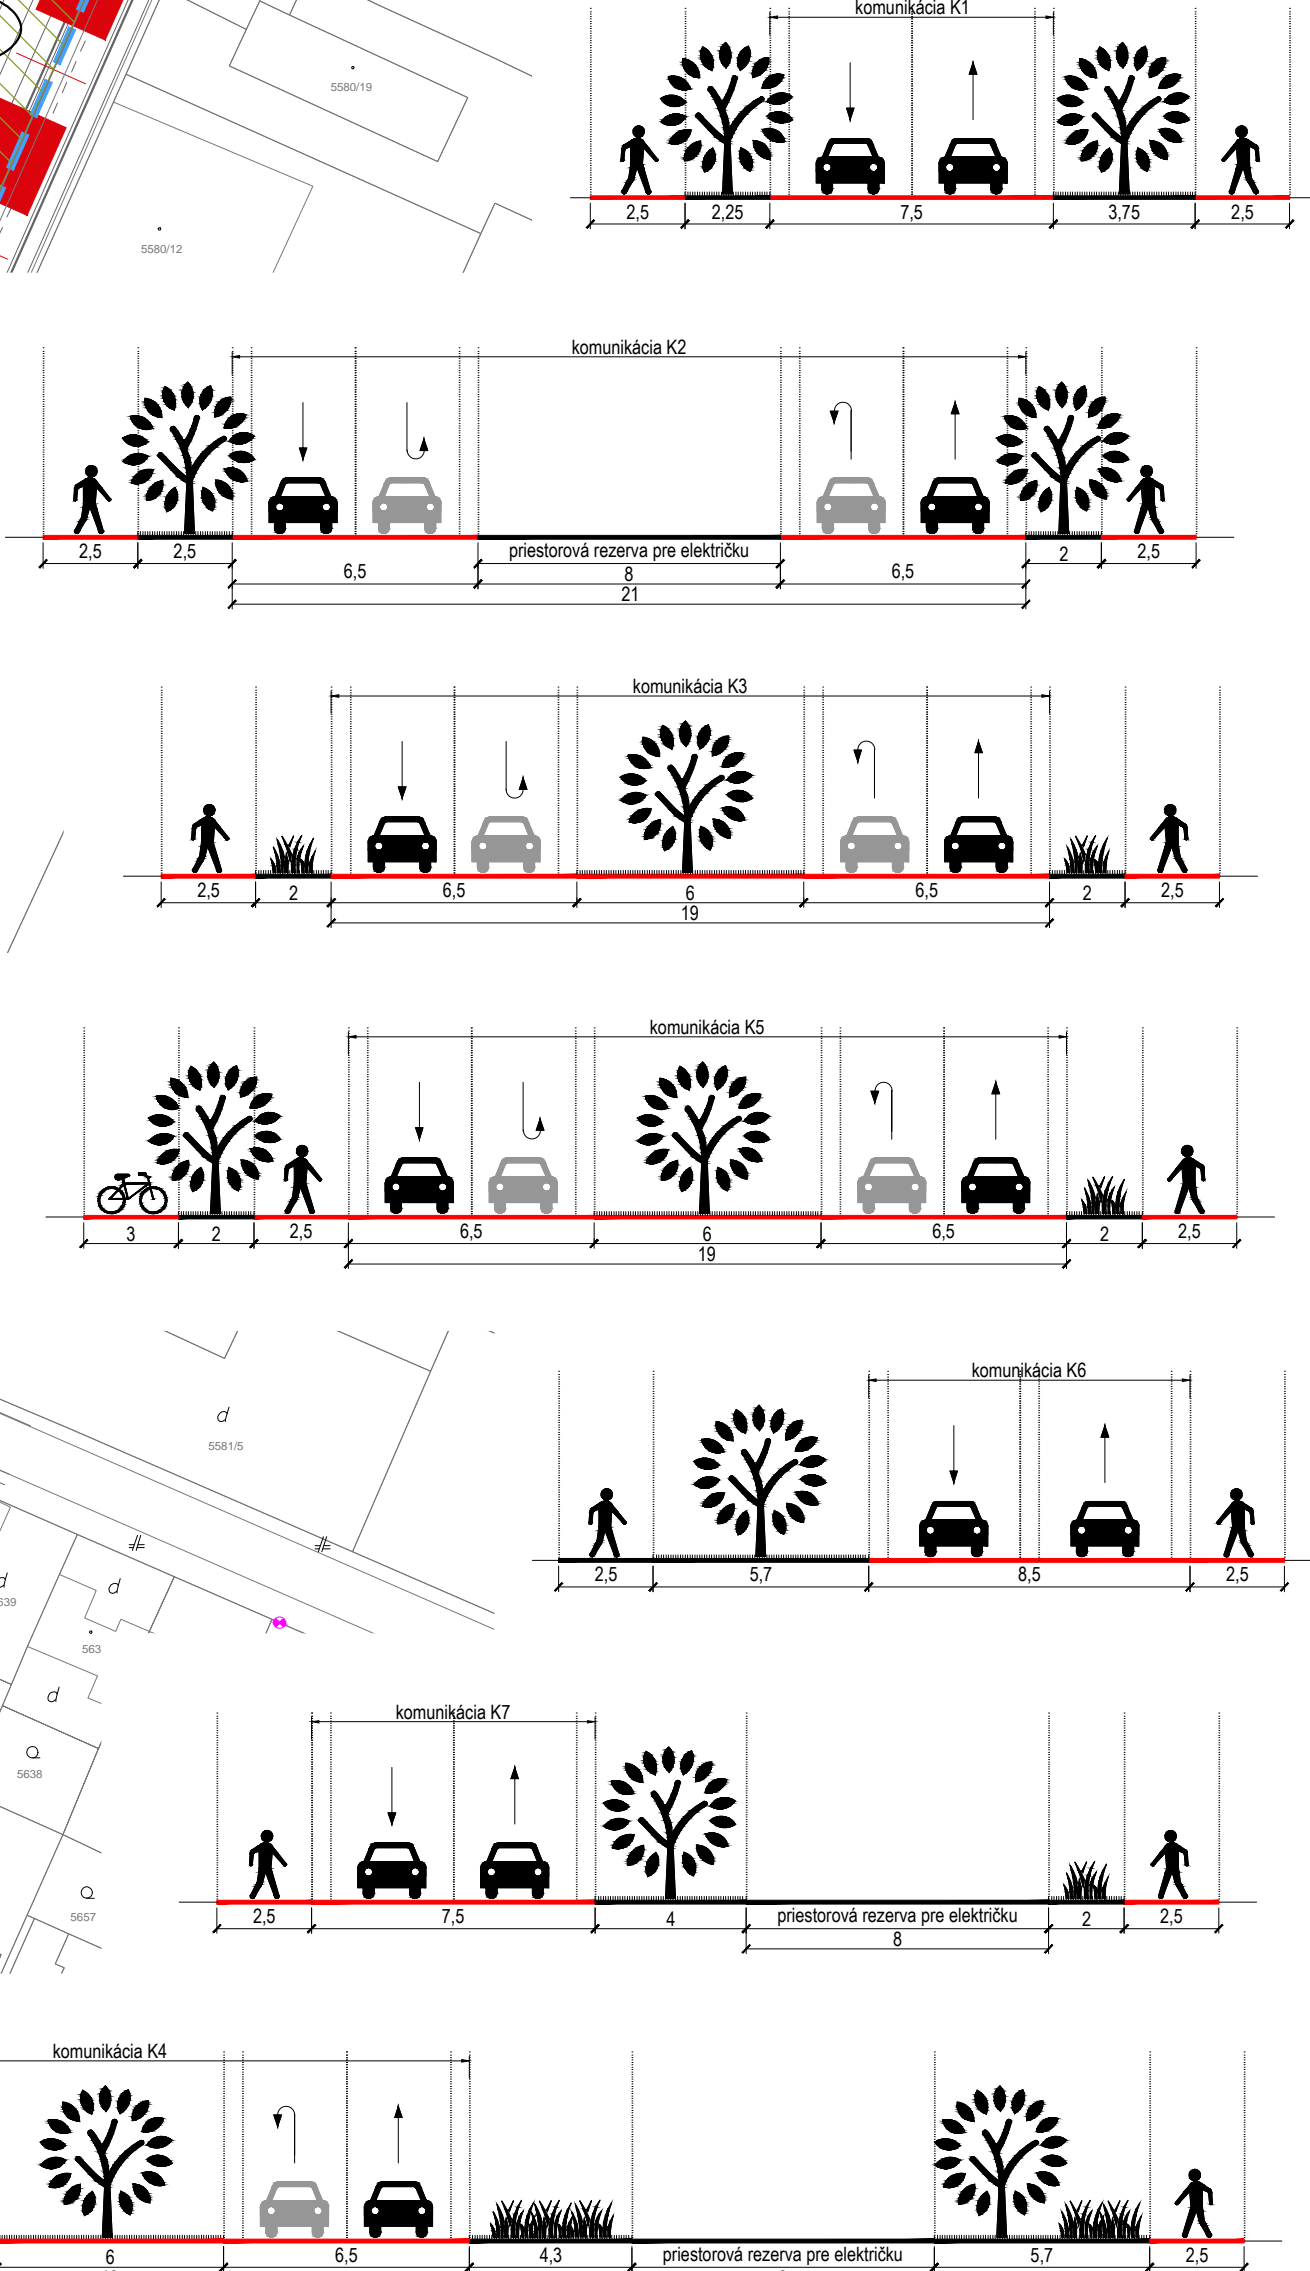 komunikácia K1
5580/19
2,5 2,25 7,5 3,75 2,5
5580/12
komunikácia K2
2,5 2,5 priestorová rezerva pre električku 2 2,5
6,5 8 6,5
21
komunikácia K3
2,5 2 6,5 6 6,5 2 2,5
19
komunikácia K5
3 2 2,5 6,5 6 6,5 2 2,5
19
komunikácia K6
d
5581/5
2,5 5,7 8,5 2,5
d
d
639
563
d
5638
komunikácia K7
5657
2,5 7,5 4 priestorová rezerva pre električku 2 2,5
8
komunikácia K4
6 6,5 4,3 priestorová rezerva pre električku 5,7 2,5